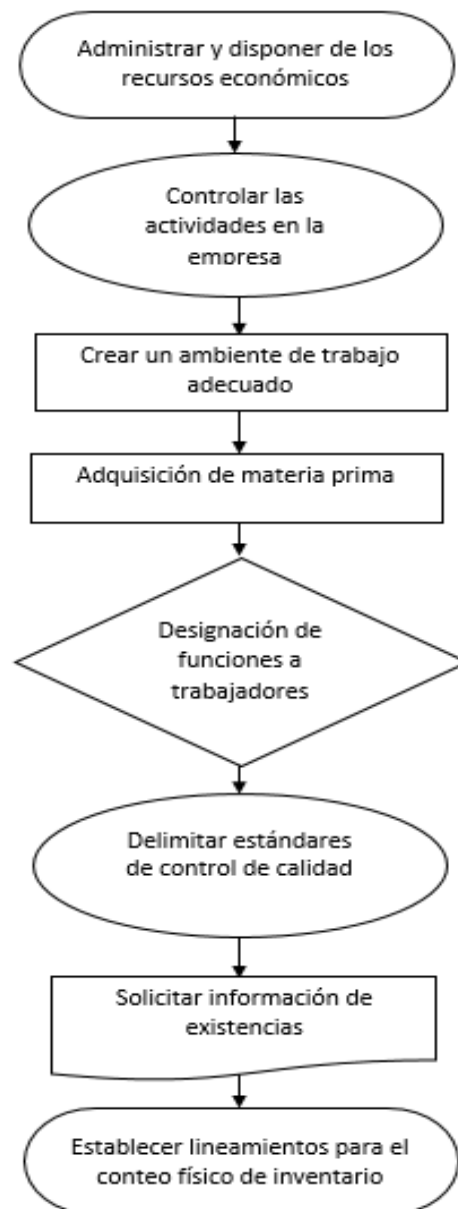 Administrar y disponer de los
recursos económicos
Controlar las
actividades en la
empresa
Crear un ambiente de trabajo
adecuado
Adquisición de materia prima
Designación de
funciones a
trabajadores
Delimitar estándares
de control de calidad
Solicitar información de
existencias
Establecer lineamientos para el
conteo físico de inventario